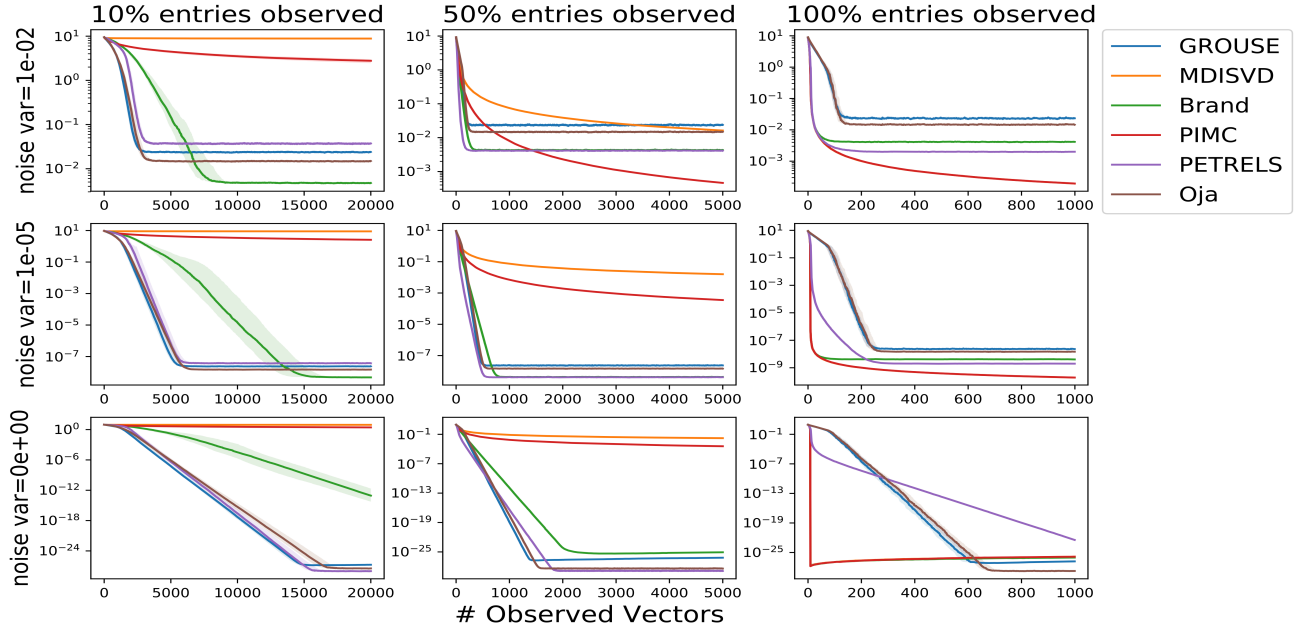 10% entries observed 50% entries observed 100% entries observed
noise var=1e-02
10^1
10^0
10^-1
10^-2
0 5000 10000 15000 20000
10^1
10^0
10^-1
10^-2
10^-3
0 1000 2000 3000 4000 5000
10^1
10^0
10^-1
10^-2
10^-3
0 200 400 600 800 1000
GROUSE
MDISVD
Brand
PIMC
PETRELS
Oja
noise var=1e-05
10^1
10^-1
10^-3
10^-5
10^-7
0 5000 10000 15000 20000
10^1
10^-1
10^-3
10^-5
10^-7
0 1000 2000 3000 4000 5000
10^1
10^-1
10^-3
10^-5
10^-7
10^-9
0 200 400 600 800 1000
noise var=0e+00
10^0
10^-6
10^-12
10^-18
10^-24
0 5000 10000 15000 20000
10^-1
10^-7
10^-13
10^-19
10^-25
0 1000 2000 3000 4000 5000
10^-1
10^-7
10^-13
10^-19
10^-25
0 200 400 600 800 1000
# Observed Vectors